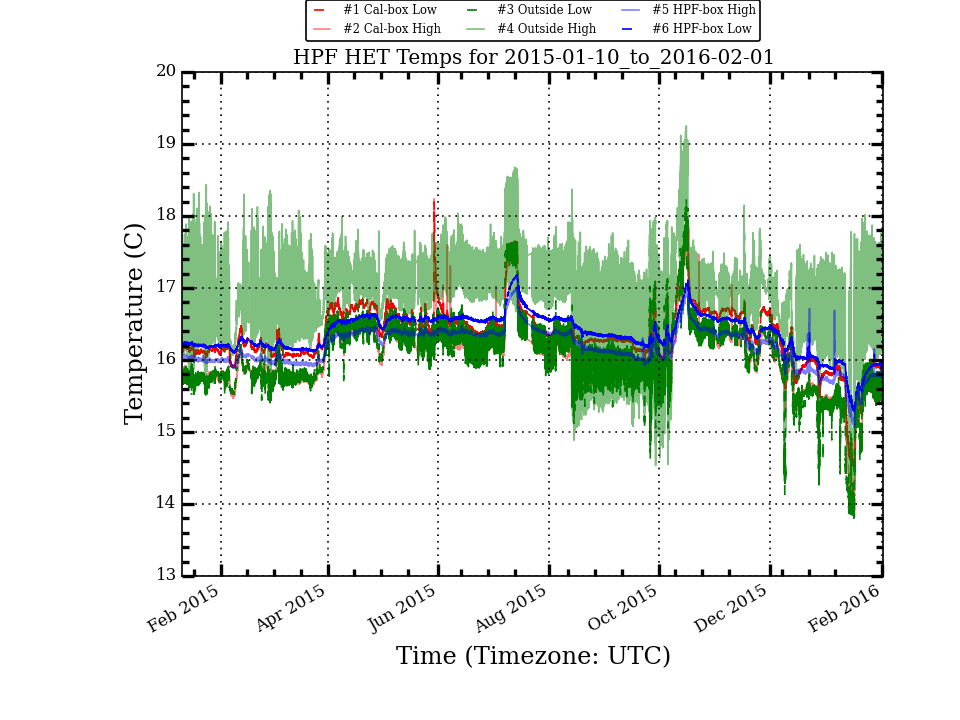 #1 Cal-box Low #3 Outside Low #5 HPF-box High
#2 Cal-box High #4 Outside High #6 HPF-box Low
HPF HET Temps for 2015-01-10_to_2016-02-01
20
19
18
17
16
15
14
13
Temperature (C)
Feb 2015 Apr 2015 Jun 2015 Aug 2015 Oct 2015 Dec 2015 Feb 2016
Time (Timezone: UTC)